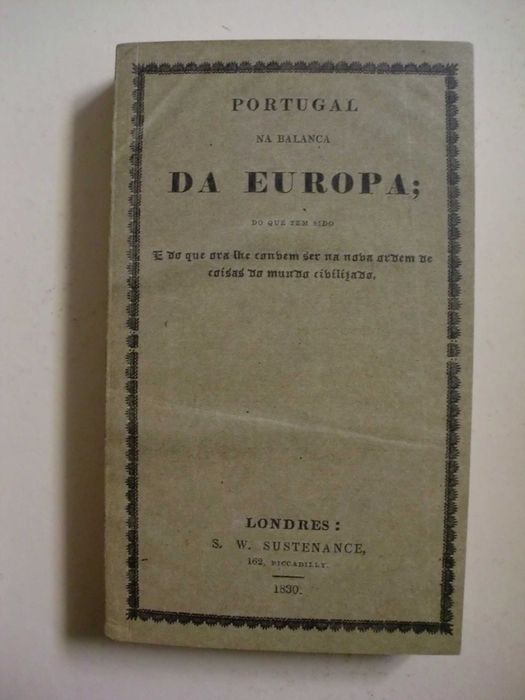 PORTUGAL
NA BALANÇA
DA EUROPA;
DO QUE TEM SIDO
E do que ora lhe convem ser na nova ordem de
coisas do mundo civilizado.
LONDRES:
S. W. SUSTENANCE,
162, PICCADILLY.
1830.